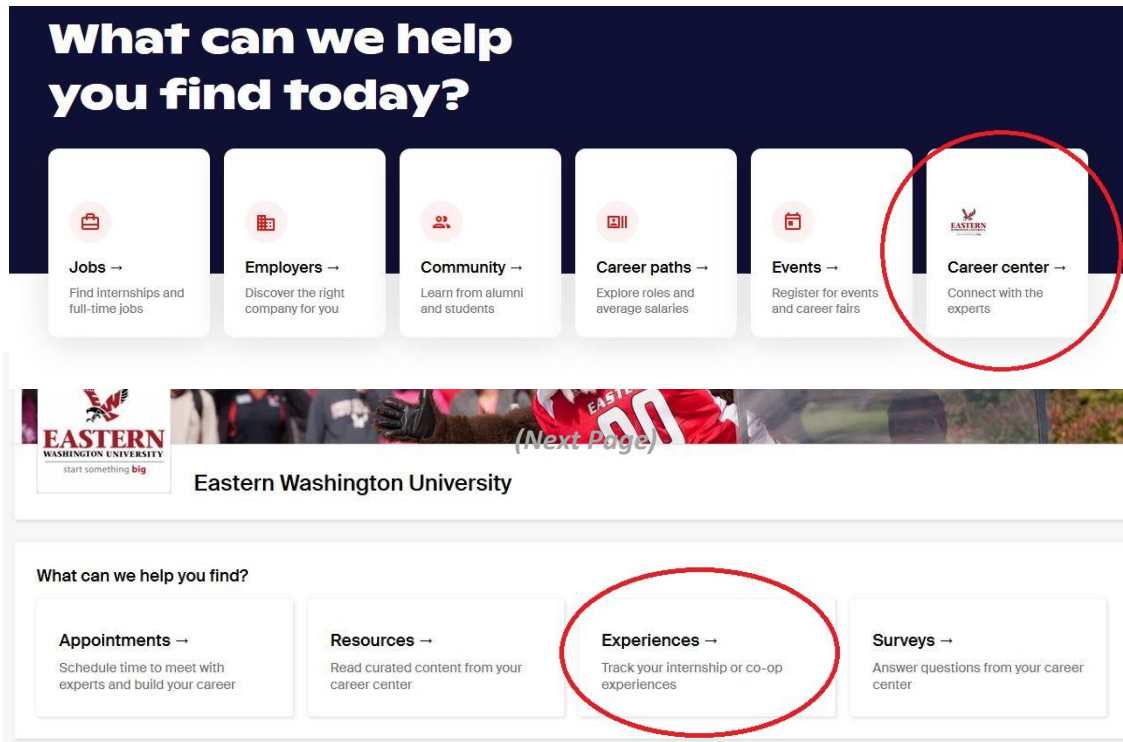 What can we help
you find today?
Jobs →
Find internships and
full-time jobs
Employers →
Discover the right
company for you
Community →
Learn from alumni
and students
Career paths →
Explore roles and
average salaries
Events →
Register for events
and career fairs
EASTERN
Career center →
Connect with the
experts
EASTERN
WASHINGTON UNIVERSITY
start something big
EASTE
90
(Next Page)
Eastern Washington University
What can we help you find?
Appointments →
Schedule time to meet with
experts and build your career
Resources →
Read curated content from your
career center
Experiences →
Track your internship or co-op
experiences
Surveys →
Answer questions from your career
center